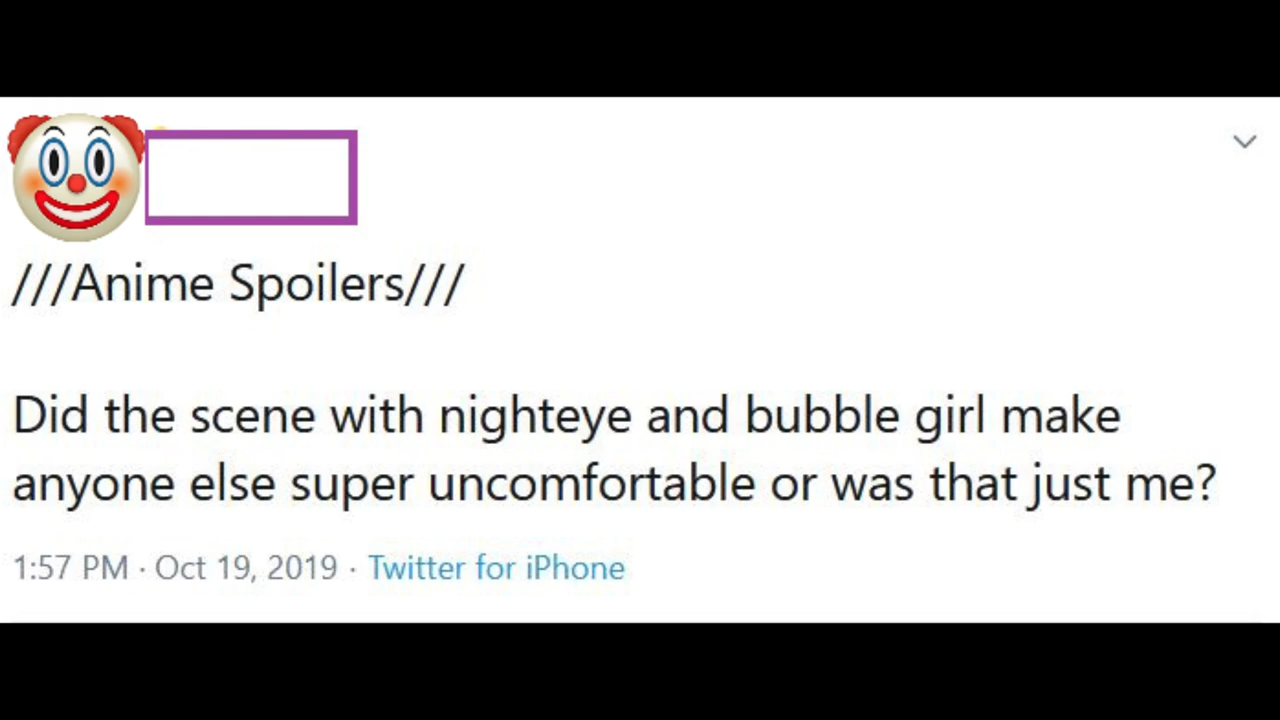 ///Anime Spoilers///
Did the scene with nighteye and bubble girl make
anyone else super uncomfortable or was that just me?
1:57 PM · Oct 19, 2019 · Twitter for iPhone